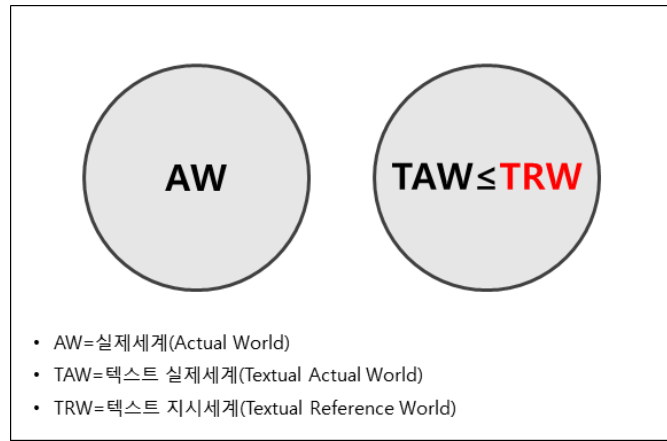 AW
TAW≤TRW
• AW=실제세계(Actual World)
• TAW=텍스트 실제세계(Textual Actual World)
• TRW=텍스트 지시세계(Textual Reference World)